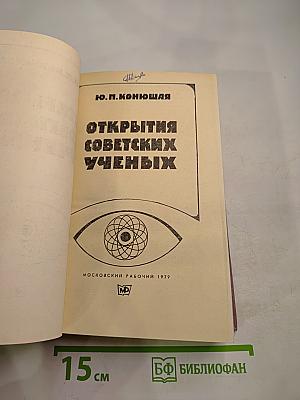 Ю. П. КОНЮШАЯ
ОТКРЫТИЯ
СОВЕТСКИХ
УЧЕНЫХ
МОСКОВСКИЙ РАБОЧИЙ 1979
МР
15 см
БФ БИБЛИОФАН